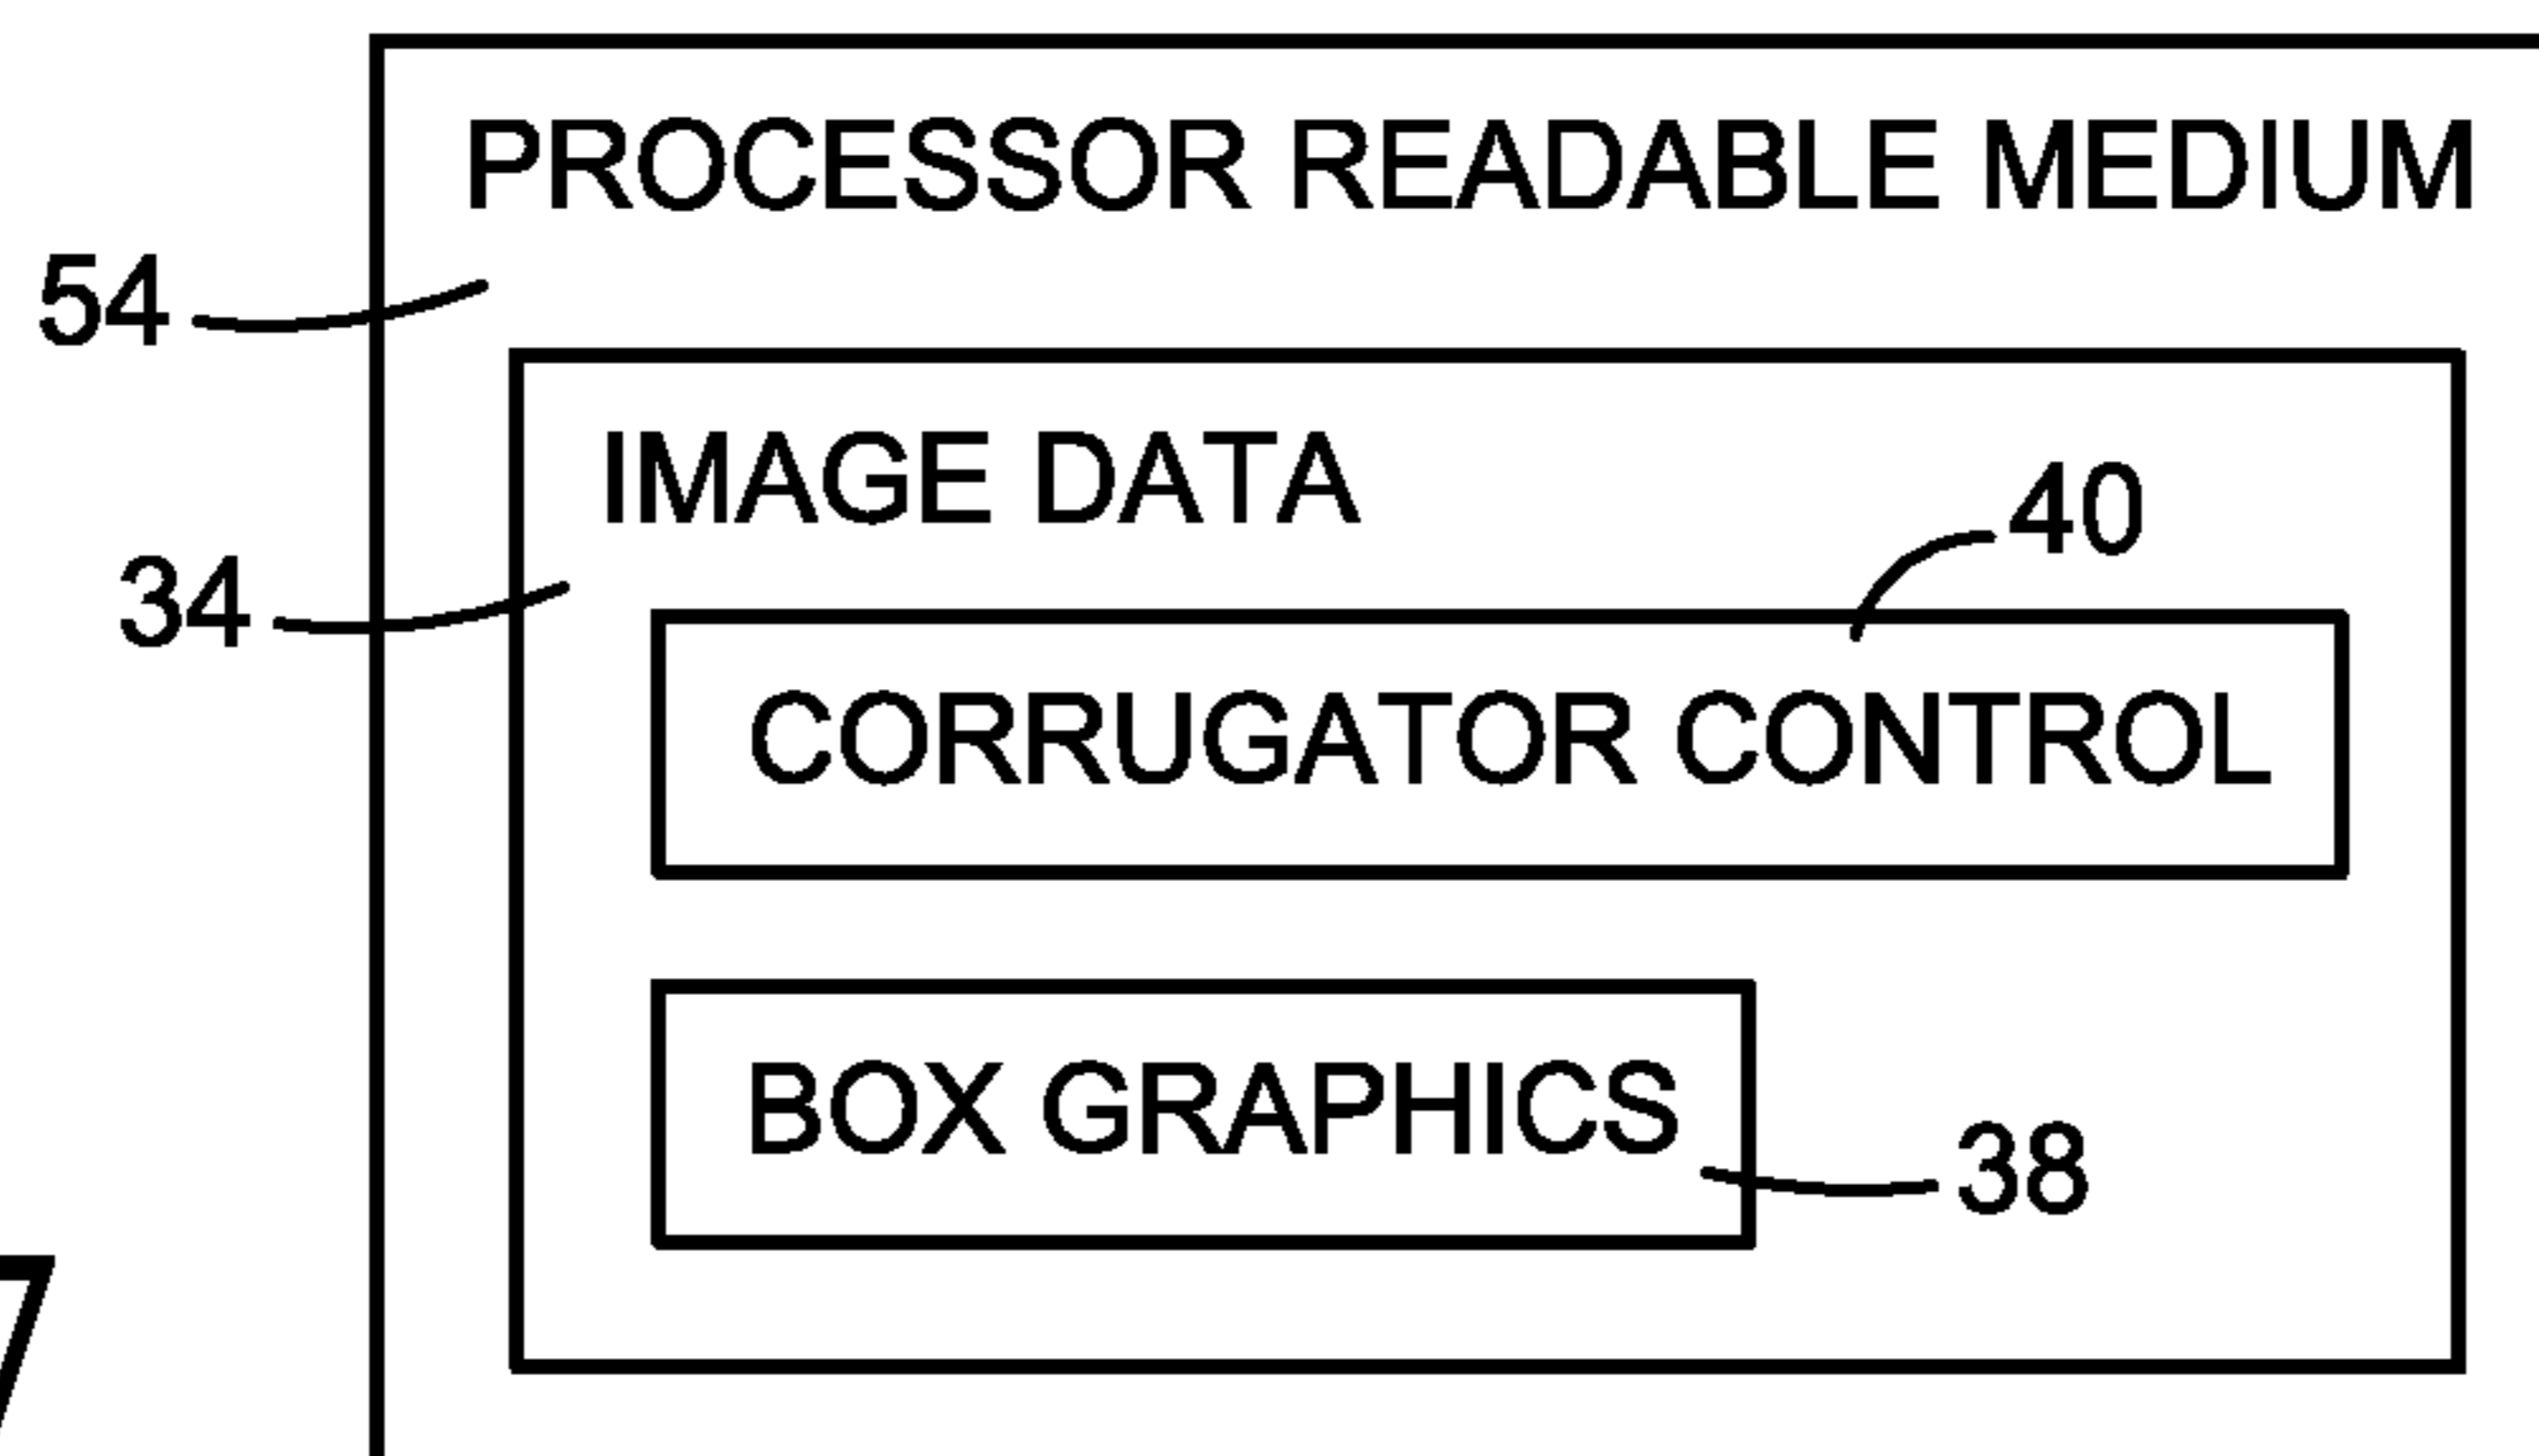 PROCESSOR READABLE MEDIUM
54
IMAGE DATA
40
34
CORRUGATOR CONTROL
BOX GRAPHICS
38
7